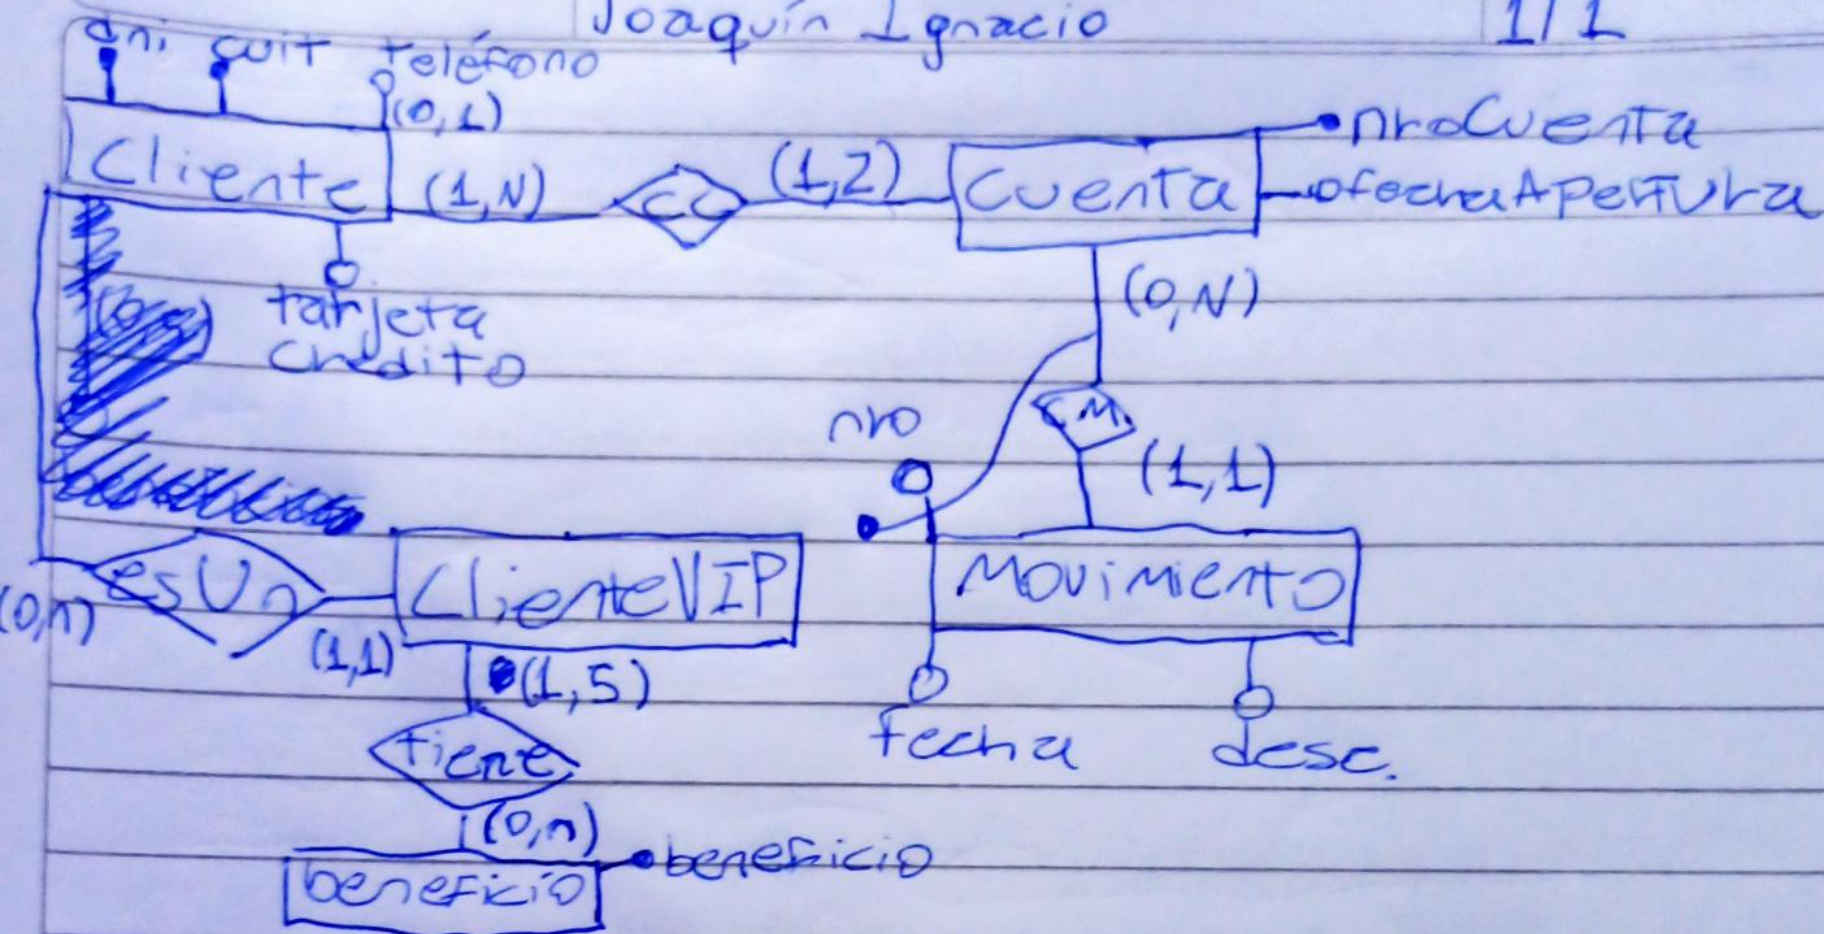 Joaquín Ignacio 1/1
dni cuit teléfono
(0,1)
nroCuenta
Cliente (1,N) CC (1,2) Cuenta
fechaApertura
(0,N)
tarjeta
credito
C.M.
nro
(1,1)
esUn ClienteVIP Movimiento
(0,n)
(1,1) (1,5)
fecha desc.
tiene
(0,n)
beneficio
beneficio